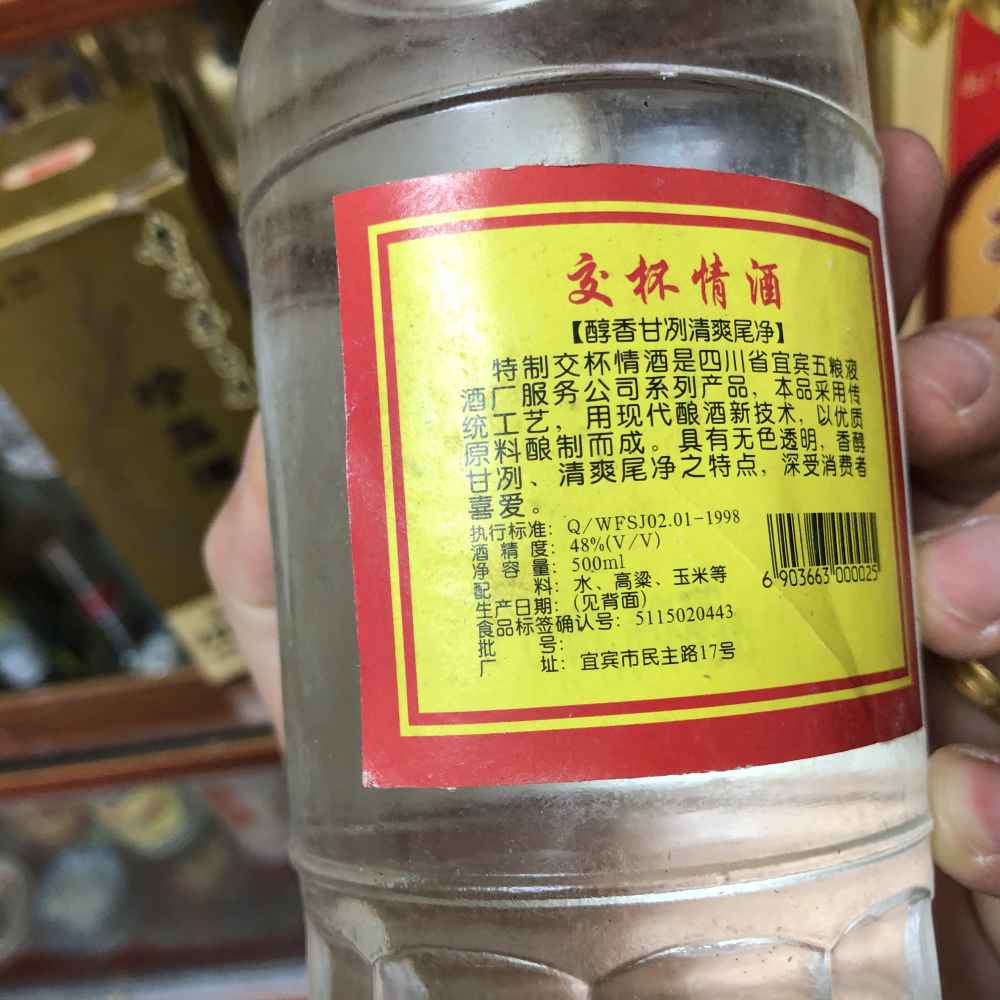 交杯情酒
【醇香甘冽清爽尾净】
特制交杯情酒是四川省宜宾五粮液
酒厂服务公司系列产品，本品采用传
统工艺，用现代酿酒新技术，以优质
原料酿制而成。具有无色透明，香醇
甘冽、清爽尾净之特点，深受消费者
喜爱。
执行标准：Q/WFSJ02.01-1998
酒精度：48%(V/V)
净容量：500ml
配料：水、高粱、玉米等
生产日期：(见背面)
食品标签确认号：5115020443
批号：
厂址：宜宾市民主路17号
6 903663 000025